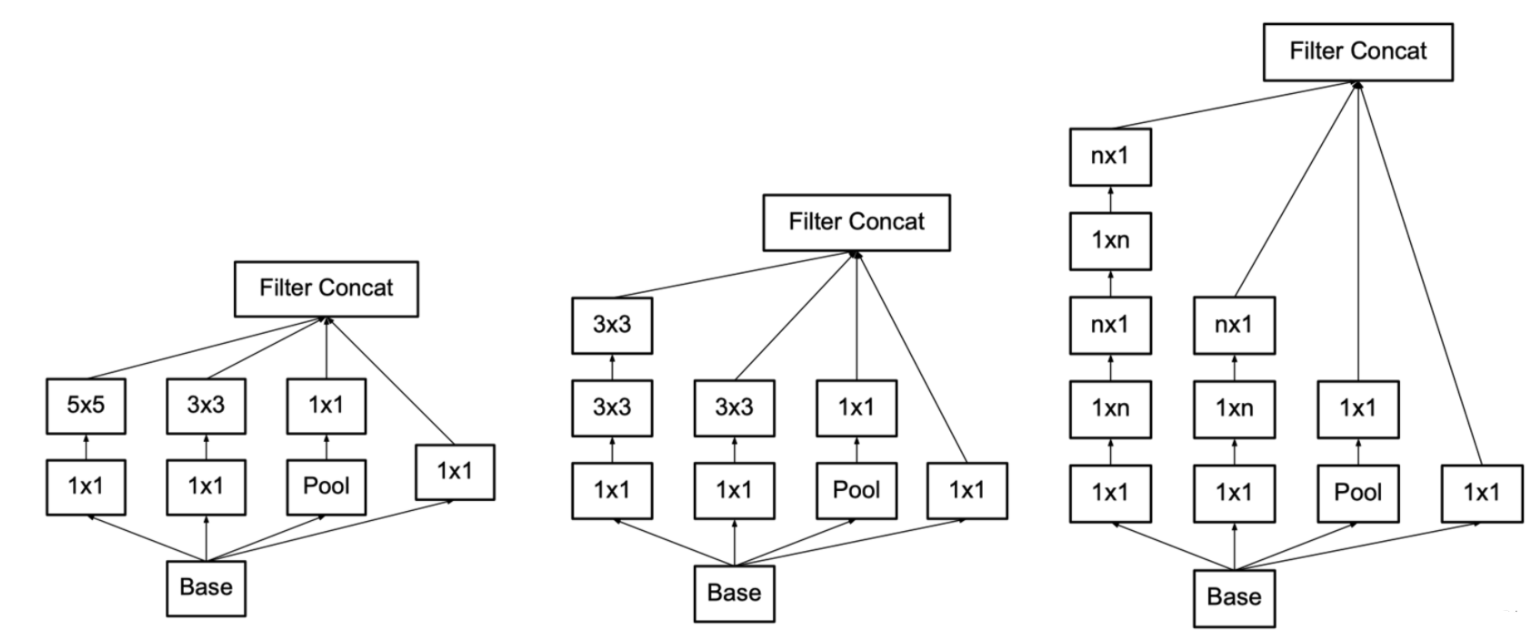 Filter Concat
5x5
3x3
1x1
1x1
1x1
1x1
Pool
Base
Filter Concat
3x3
3x3
3x3
1x1
1x1
1x1
Pool
1x1
Base
Filter Concat
nx1
1xn
nx1
nx1
1xn
1xn
1x1
1x1
1x1
Pool
1x1
Base